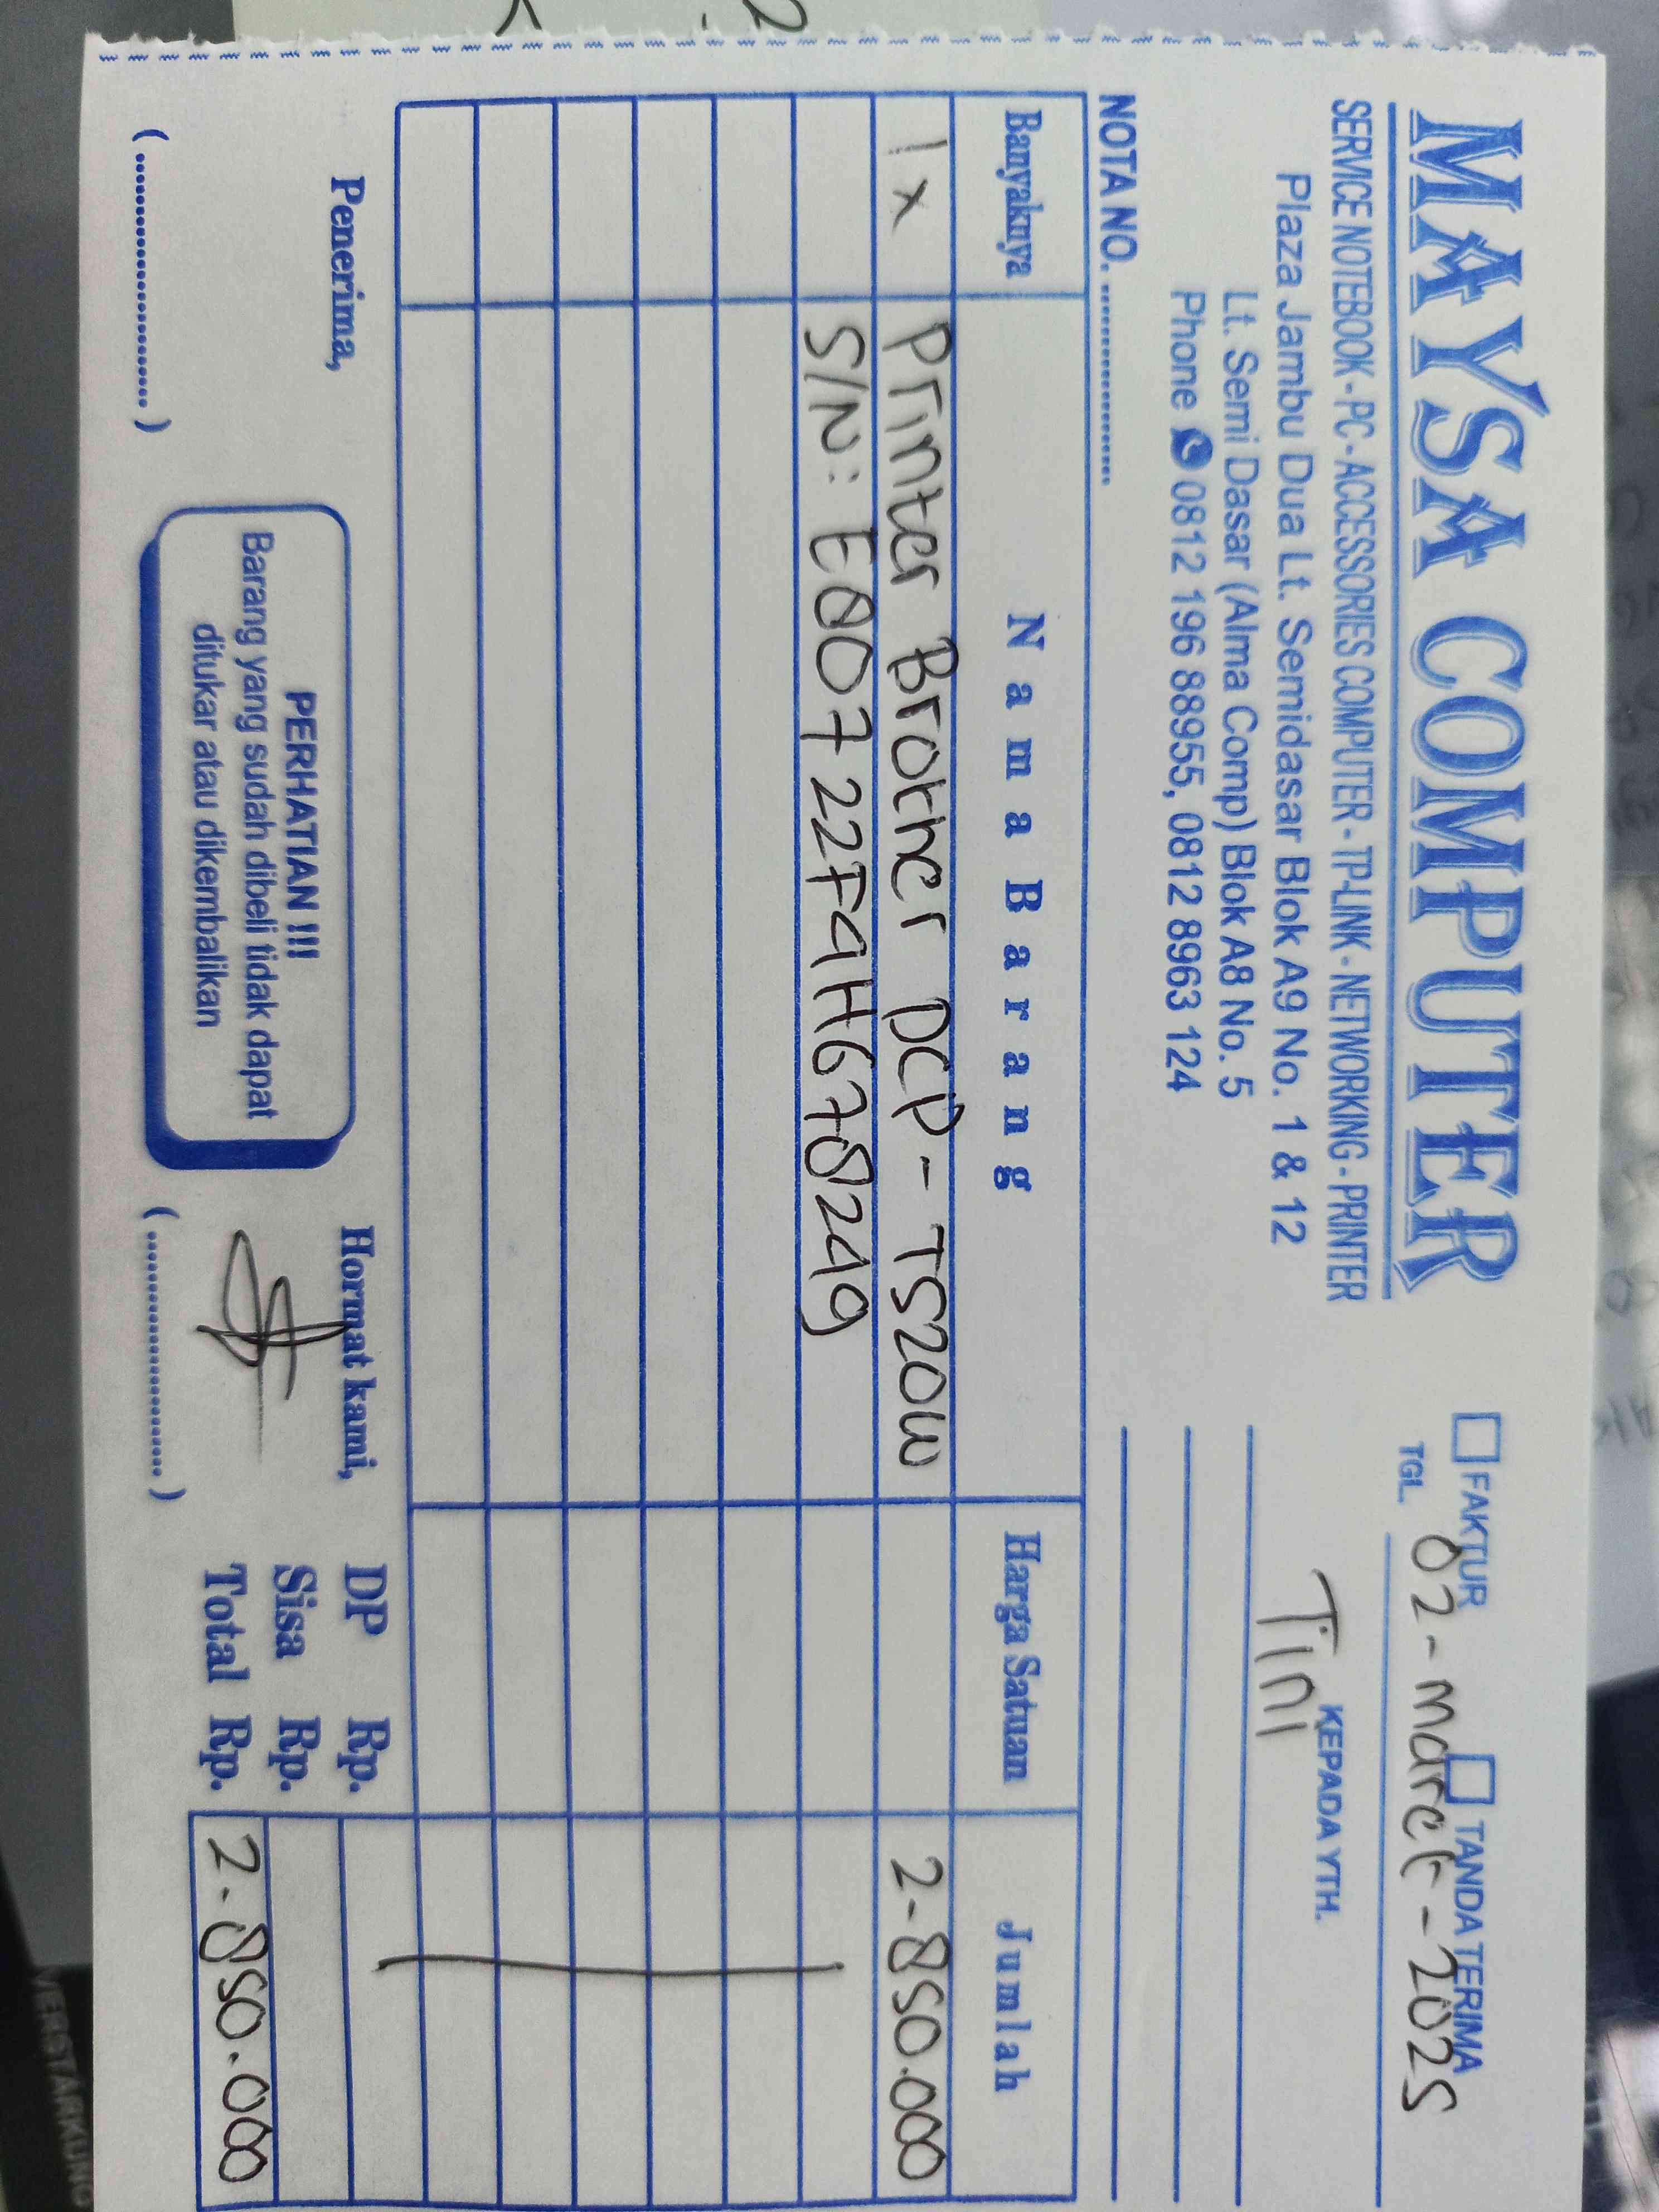 MAYSA COMPUTER
SERVICE NOTEBOOK - PC - ACCESSORIES COMPUTER - TP-LINK - NETWORKING - PRINTER
Plaza Jambu Dua Lt. Semidasar Blok A9 No. 1 & 12
Lt. Semi Dasar (Alma Comp) Blok A8 No. 5
Phone 0812 196 88955, 0812 8963 124
FAKTUR TANDA TERIMA
TGL. 02 - maret - 2025
KEPADA YTH.
Tini
NOTA NO. ....................
Banyaknya Nama Barang Harga Satuan Jumlah
1 x Printer Brother DCP - T520W 2-850.000
S/N: E80722F4H678249
Penerima,
(..............................)
PERHATIAN !!!
Barang yang sudah dibeli tidak dapat
ditukar atau dikembalikan
Hormat kami,
(..............................)
DP Rp.
Sisa Rp.
Total Rp. 2-850.000